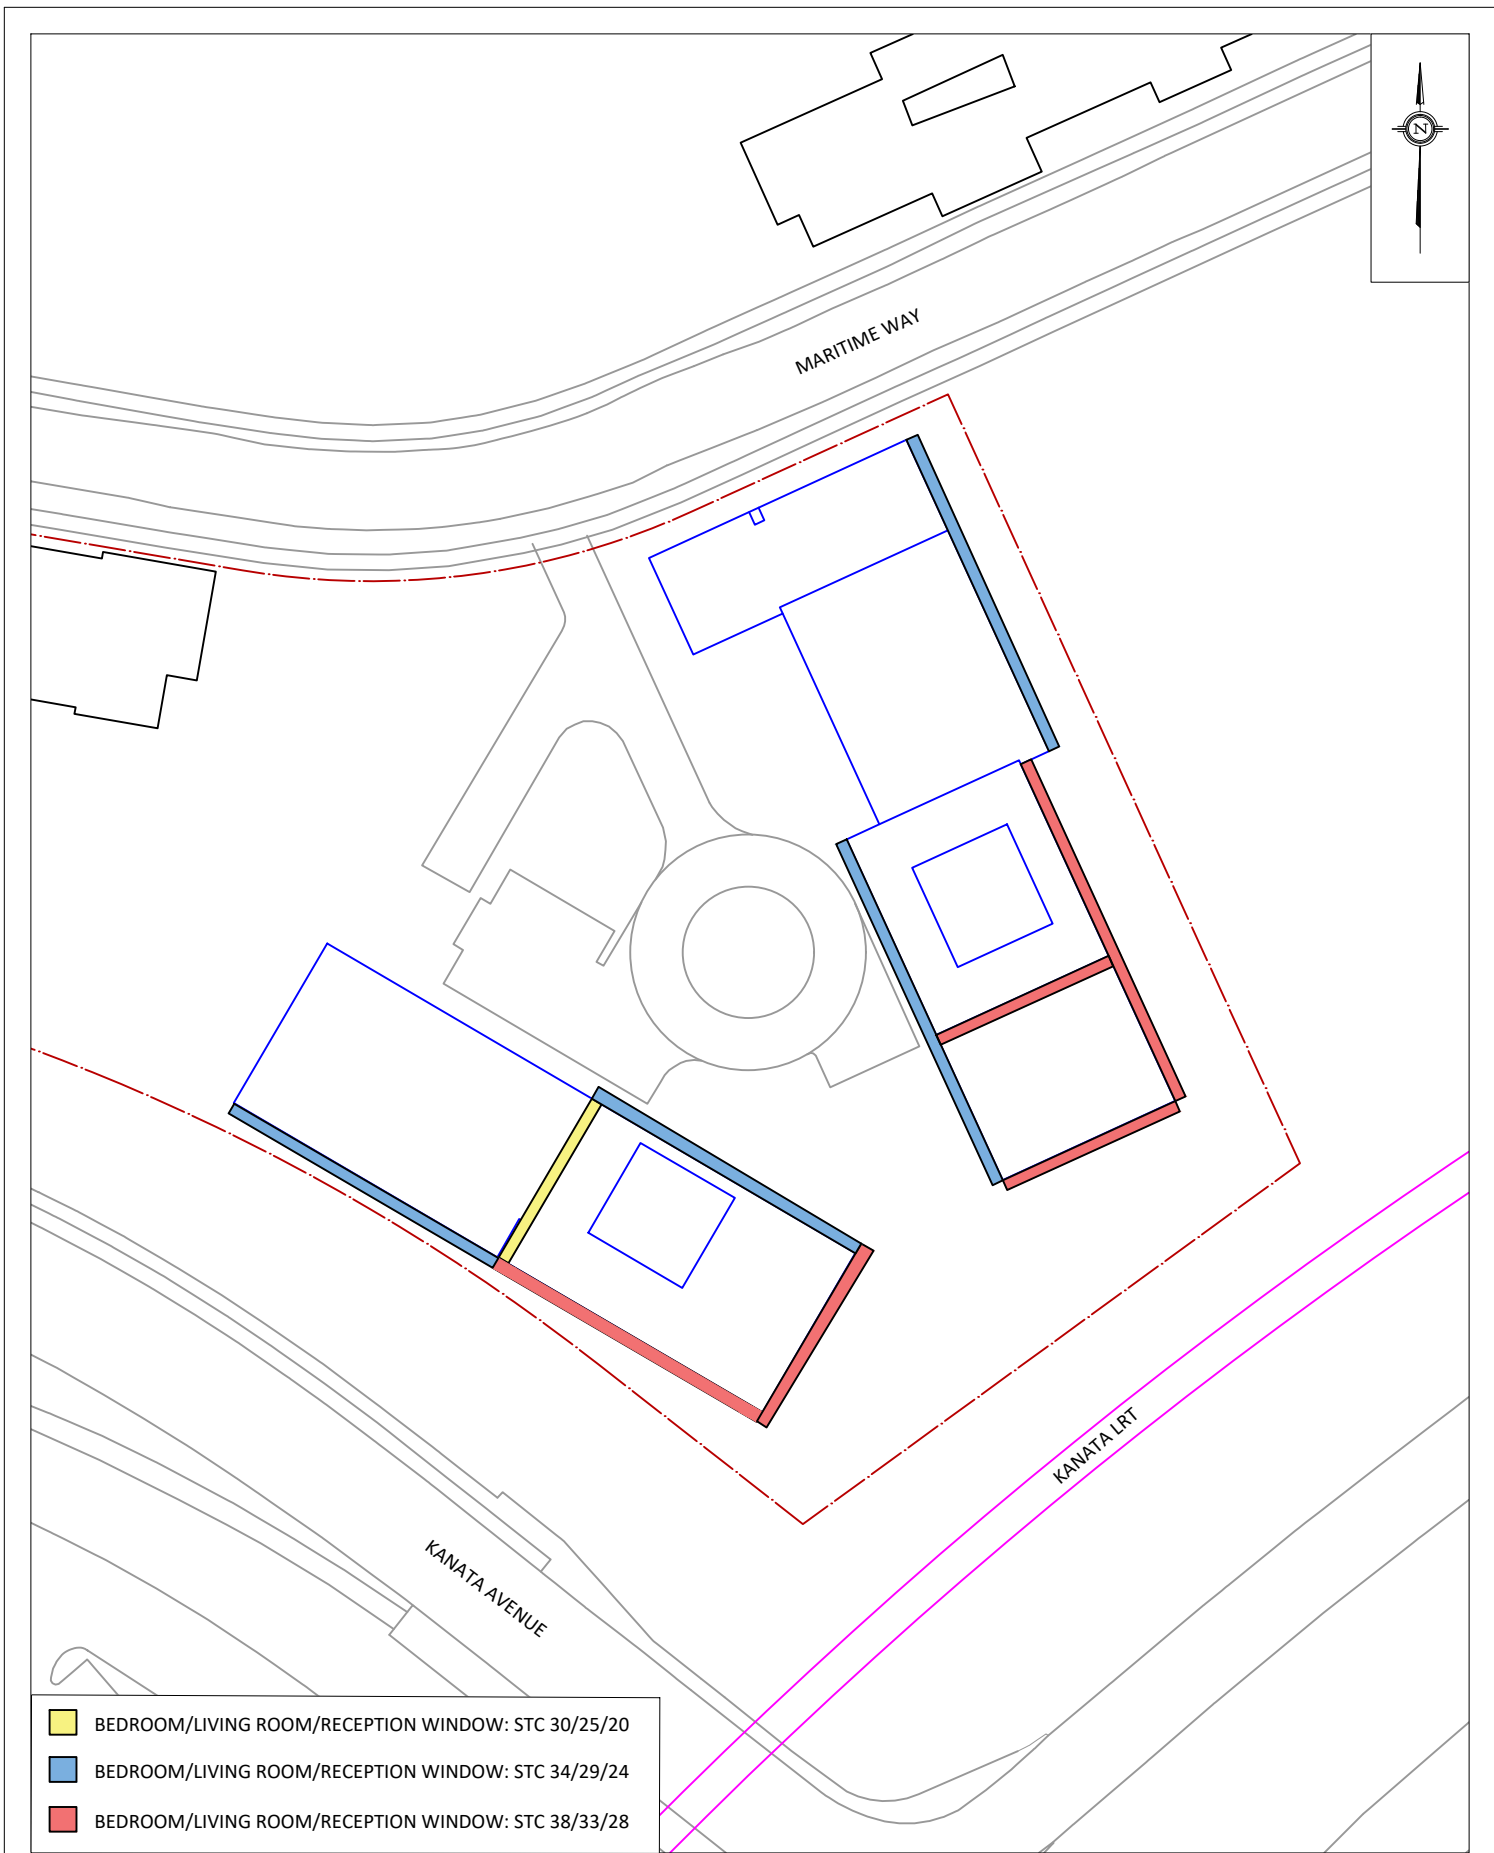 N
MARITIME WAY
KANATA LRT
KANATA AVENUE
BEDROOM/LIVING ROOM/RECEPTION WINDOW: STC 30/25/20
BEDROOM/LIVING ROOM/RECEPTION WINDOW: STC 34/29/24
BEDROOM/LIVING ROOM/RECEPTION WINDOW: STC 38/33/28